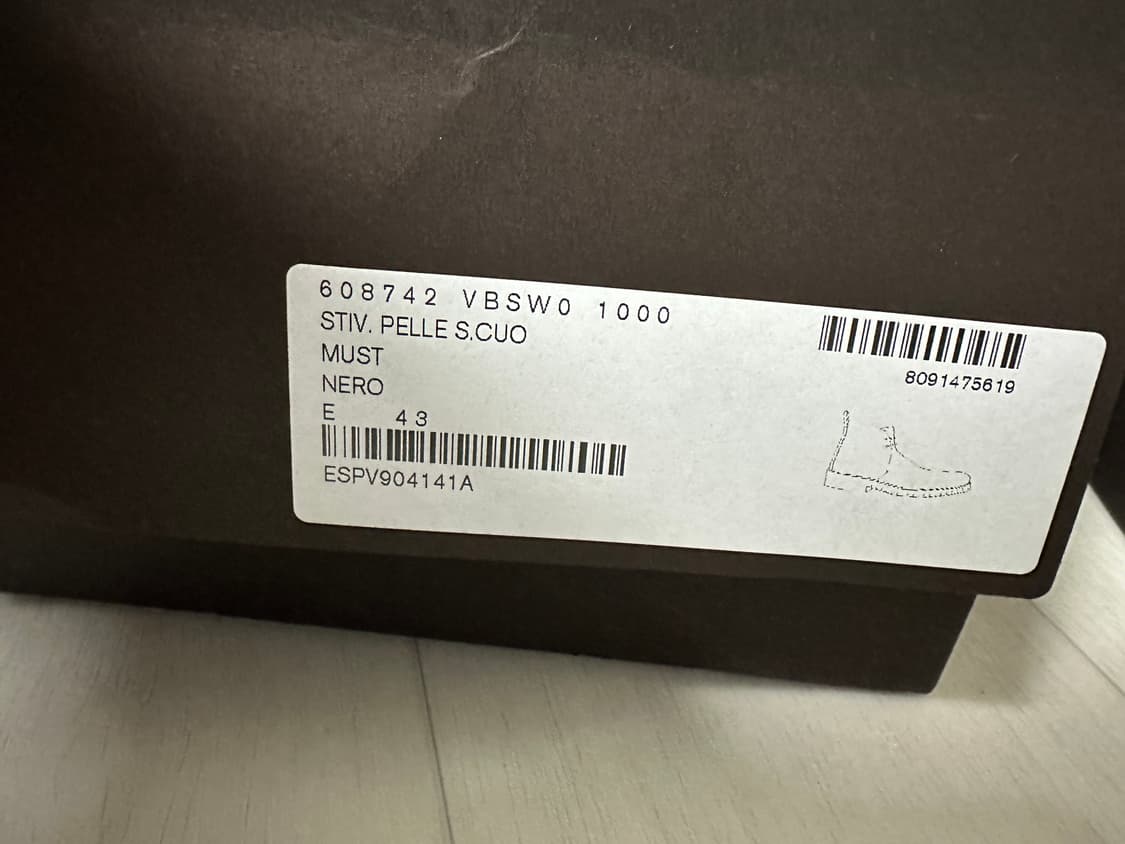 608742 VBSW0 1000
STIV. PELLE S.CUO
MUST
NERO
E 43
ESPV904141A
8091475619